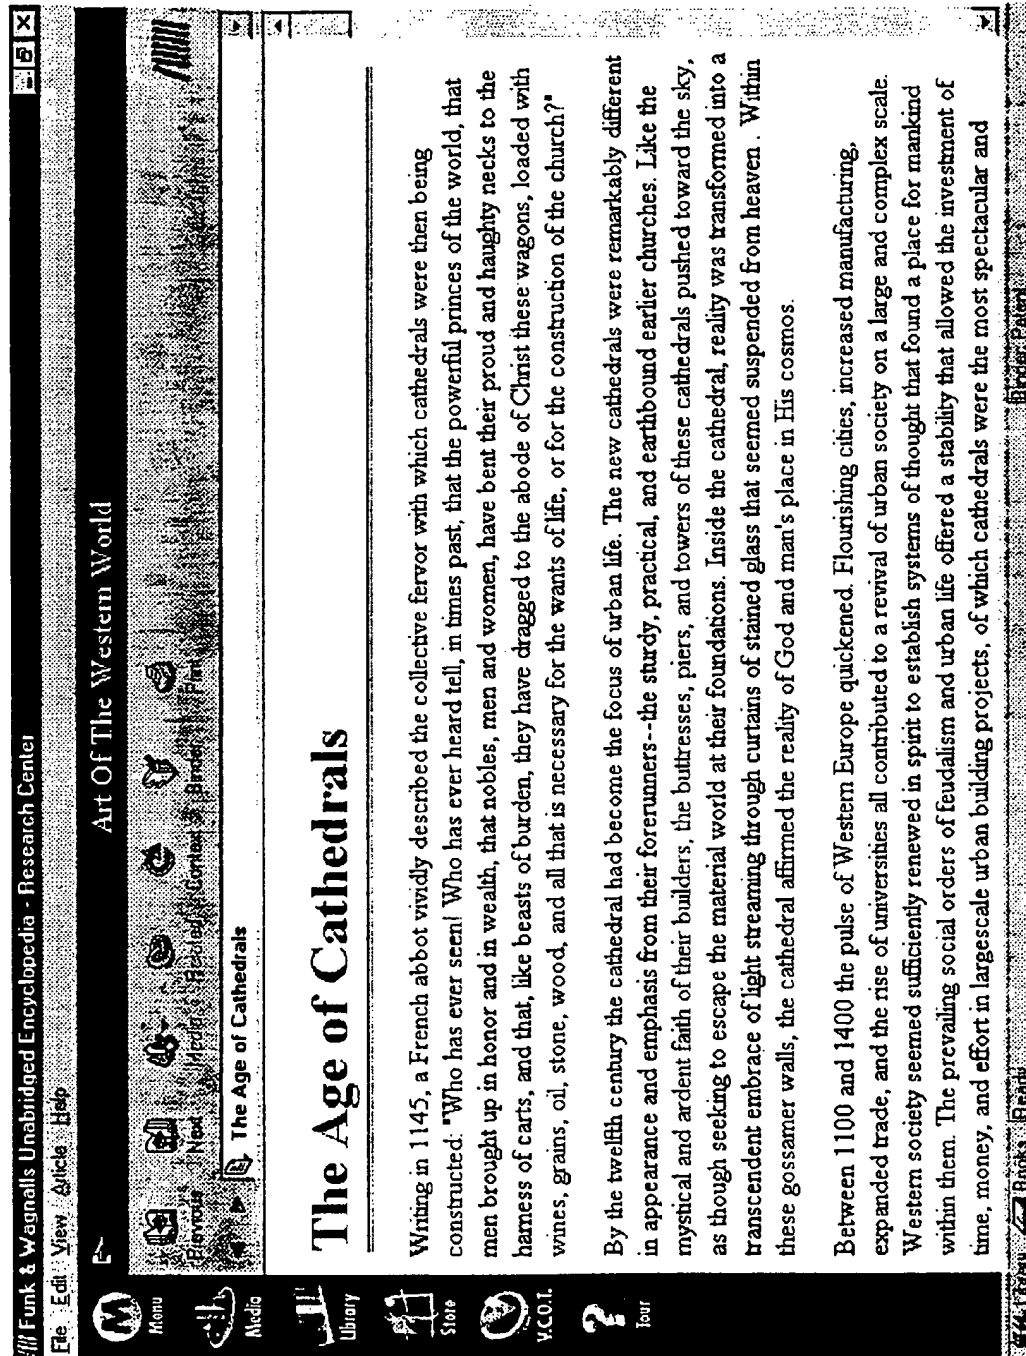 Funk & Wagnalls Unabridged Encyclopedia - Research Center
File Edit View Article Help
Art Of The Western World
Previous Next Media Related Context Binder Print
The Age of Cathedrals
Menu
Media
Library
Store
V.C.O.T.
Tour
The Age of Cathedrals
Writing in 1145, a French abbot vividly described the collective fervor with which cathedrals were then being
constructed: "Who has ever seen! Who has ever heard tell, in times past, that the powerful princes of the world, that
men brought up in honor and in wealth, that nobles, men and women, have bent their proud and haughty necks to the
harness of carts, and that, like beasts of burden, they have dragged to the abode of Christ these wagons, loaded with
wines, grains, oil, stone, wood, and all that is necessary for the wants of life, or for the construction of the church?"
By the twelfth century the cathedral had become the focus of urban life. The new cathedrals were remarkably different
in appearance and emphasis from their forerunners--the sturdy, practical, and earthbound earlier churches. Like the
mystical and ardent faith of their builders, the buttresses, piers, and towers of these cathedrals pushed toward the sky,
as though seeking to escape the material world at their foundations. Inside the cathedral, reality was transformed into a
transcendent embrace of light streaming through curtains of stained glass that seemed suspended from heaven . Within
these gossamer walls, the cathedral affirmed the reality of God and man's place in His cosmos.
Between 1100 and 1400 the pulse of Western Europe quickened. Flourishing cities, increased manufacturing,
expanded trade, and the rise of universities all contributed to a revival of urban society on a large and complex scale.
Western society seemed sufficiently renewed in spirit to establish systems of thought that found a place for mankind
within them. The prevailing social orders of feudalism and urban life offered a stability that allowed the investment of
time, money, and effort in largescale urban building projects, of which cathedrals were the most spectacular and
Books Ready
Binder: Patent